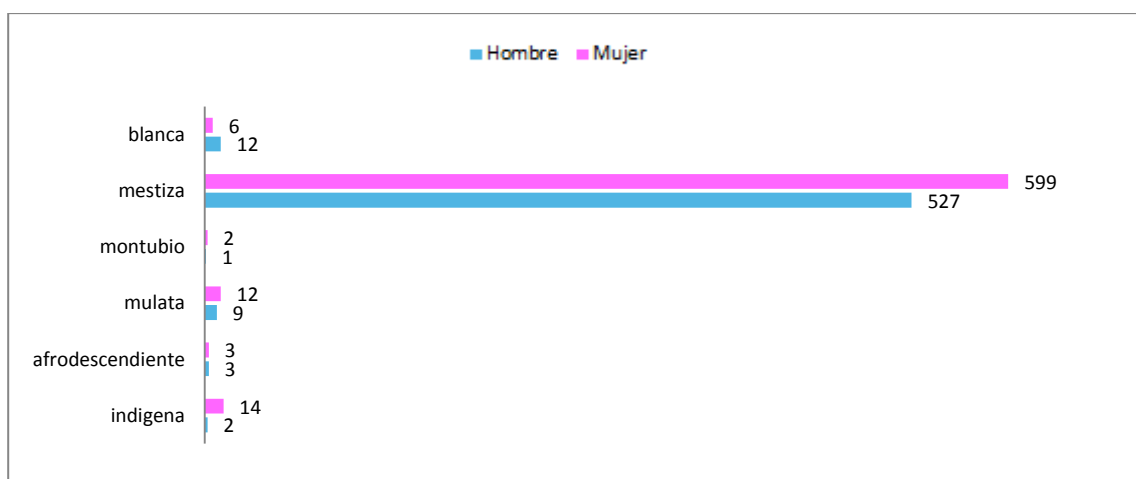 Hombre Mujer
blanca
6
12
mestiza
599
527
montubio
2
1
mulata
12
9
afrodescendiente
3
3
indigena
14
2